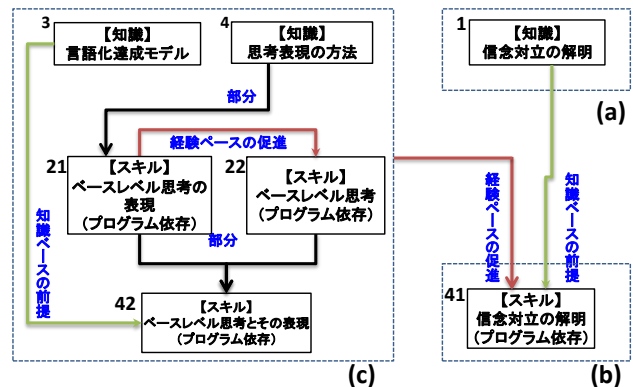 3
【知識】
言語化達成モデル
4
【知識】
思考表現の方法
1
【知識】
信念対立の解明
(a)
部分
経験ベースの促進
21
【スキル】
ベースレベル思考の
表現
(プログラム依存)
22
【スキル】
ベースレベル思考
(プログラム依存)
部分
知識ベースの前提
経験ベースの促進
知識ベースの前提
42
【スキル】
ベースレベル思考とその表現
(プログラム依存)
(c)
41
【スキル】
信念対立の解明
(プログラム依存)
(b)